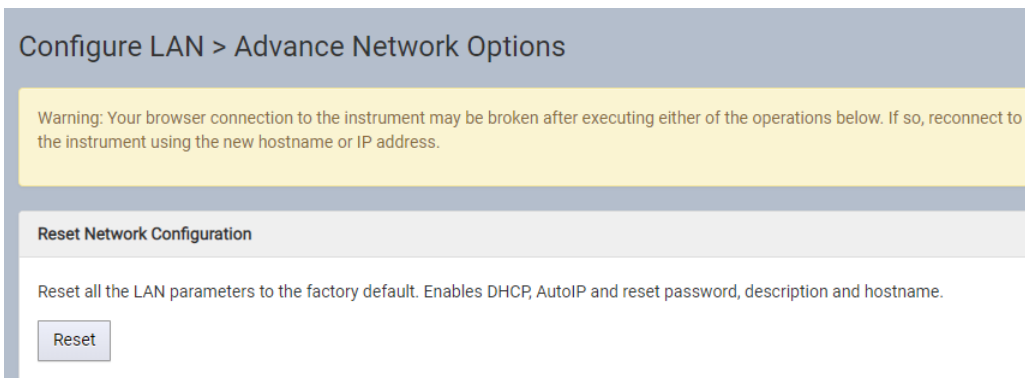 Configure LAN > Advance Network Options
Warning: Your browser connection to the instrument may be broken after executing either of the operations below. If so, reconnect to
the instrument using the new hostname or IP address.
Reset Network Configuration
Reset all the LAN parameters to the factory default. Enables DHCP, AutoIP and reset password, description and hostname.
Reset